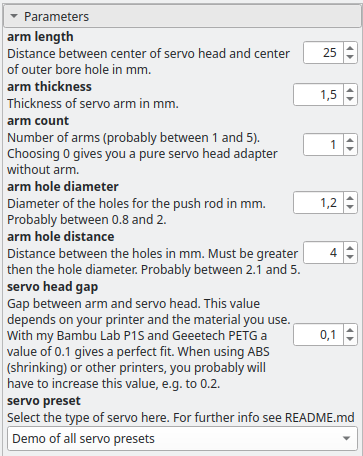 Parameters
arm length
Distance between center of servo head and center
of outer bore hole in mm.
25
arm thickness
Thickness of servo arm in mm.
1,5
arm count
Number of arms (probably between 1 and 5).
Choosing 0 gives you a pure servo head adapter
without arm.
1
arm hole diameter
Diameter of the holes for the push rod in mm.
Probably between 0.8 and 2.
1,2
arm hole distance
Distance between the holes in mm. Must be greater
then the hole diameter. Probably between 2.1 and 5.
4
servo head gap
Gap between arm and servo head. This value
depends on your printer and the material you use.
With my Bambu Lab P1S and Geeetech PETG a
value of 0.1 gives a perfect fit. When using ABS
(shrinking) or other printers, you probably will
have to increase this value, e.g. to 0.2.
0,1
servo preset
Select the type of servo here. For further info see README.md
Demo of all servo presets